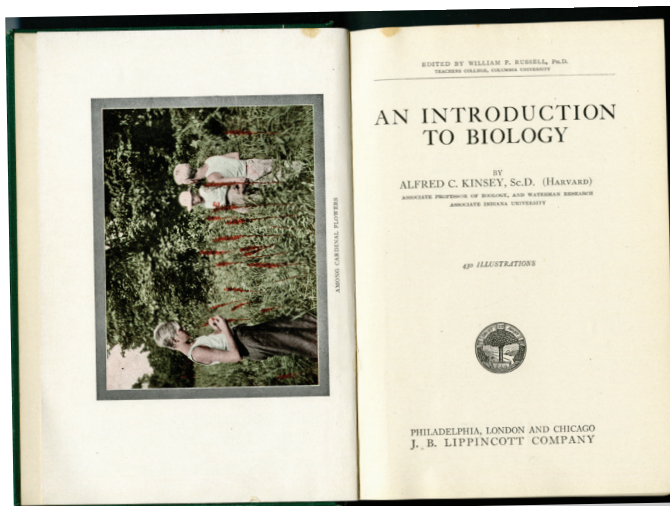 AMONG CARDINAL FLOWERS
EDITED BY WILLIAM F. RUSSELL, PH.D.
TEACHERS COLLEGE, COLUMBIA UNIVERSITY
AN INTRODUCTION
TO BIOLOGY
BY
ALFRED C. KINSEY, Sc.D. (HARVARD)
ASSOCIATE PROFESSOR OF ZOOLOGY, AND WATERMAN RESEARCH
ASSOCIATE INDIANA UNIVERSITY
450 ILLUSTRATIONS
PHILADELPHIA, LONDON AND CHICAGO
J. B. LIPPINCOTT COMPANY